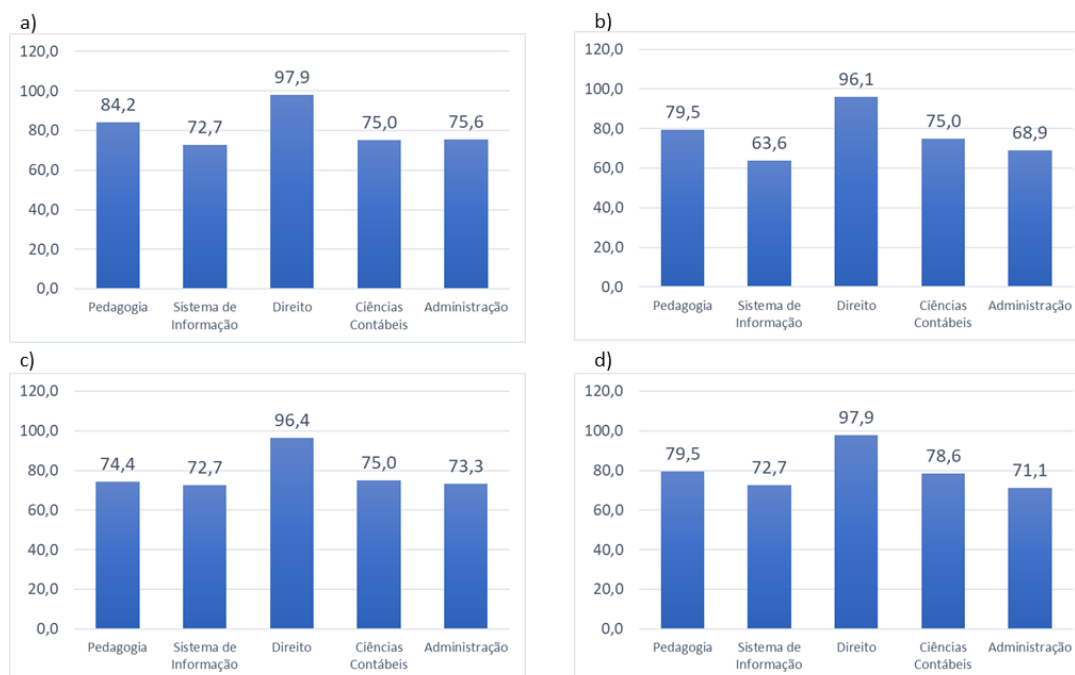 a)
120,0
100,0
80,0
60,0
40,0
20,0
0,0
84,2
72,7
97,9
75,0
75,6
Pedagogia
Sistema de
Informação
Direito
Ciências
Contábeis
Administração
b)
120,0
100,0
80,0
60,0
40,0
20,0
0,0
79,5
63,6
96,1
75,0
68,9
Pedagogia
Sistema de
Informação
Direito
Ciências
Contábeis
Administração
c)
120,0
100,0
80,0
60,0
40,0
20,0
0,0
74,4
72,7
96,4
75,0
73,3
Pedagogia
Sistema de
Informação
Direito
Ciências
Contábeis
Administração
d)
120,0
100,0
80,0
60,0
40,0
20,0
0,0
79,5
72,7
97,9
78,6
71,1
Pedagogia
Sistema de
Informação
Direito
Ciências
Contábeis
Administração